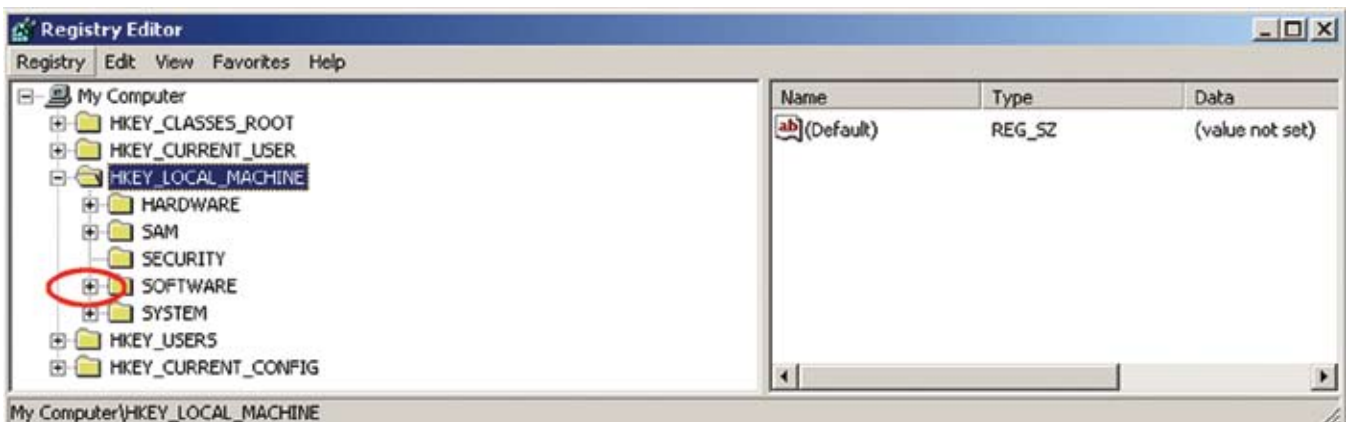 Registry Editor
Registry Edit View Favorites Help
My Computer
HKEY_CLASSES_ROOT
HKEY_CURRENT_USER
HKEY_LOCAL_MACHINE
HARDWARE
SAM
SECURITY
SOFTWARE
SYSTEM
HKEY_USERS
HKEY_CURRENT_CONFIG
Name Type Data
ab (Default) REG_SZ (value not set)
My Computer\HKEY_LOCAL_MACHINE